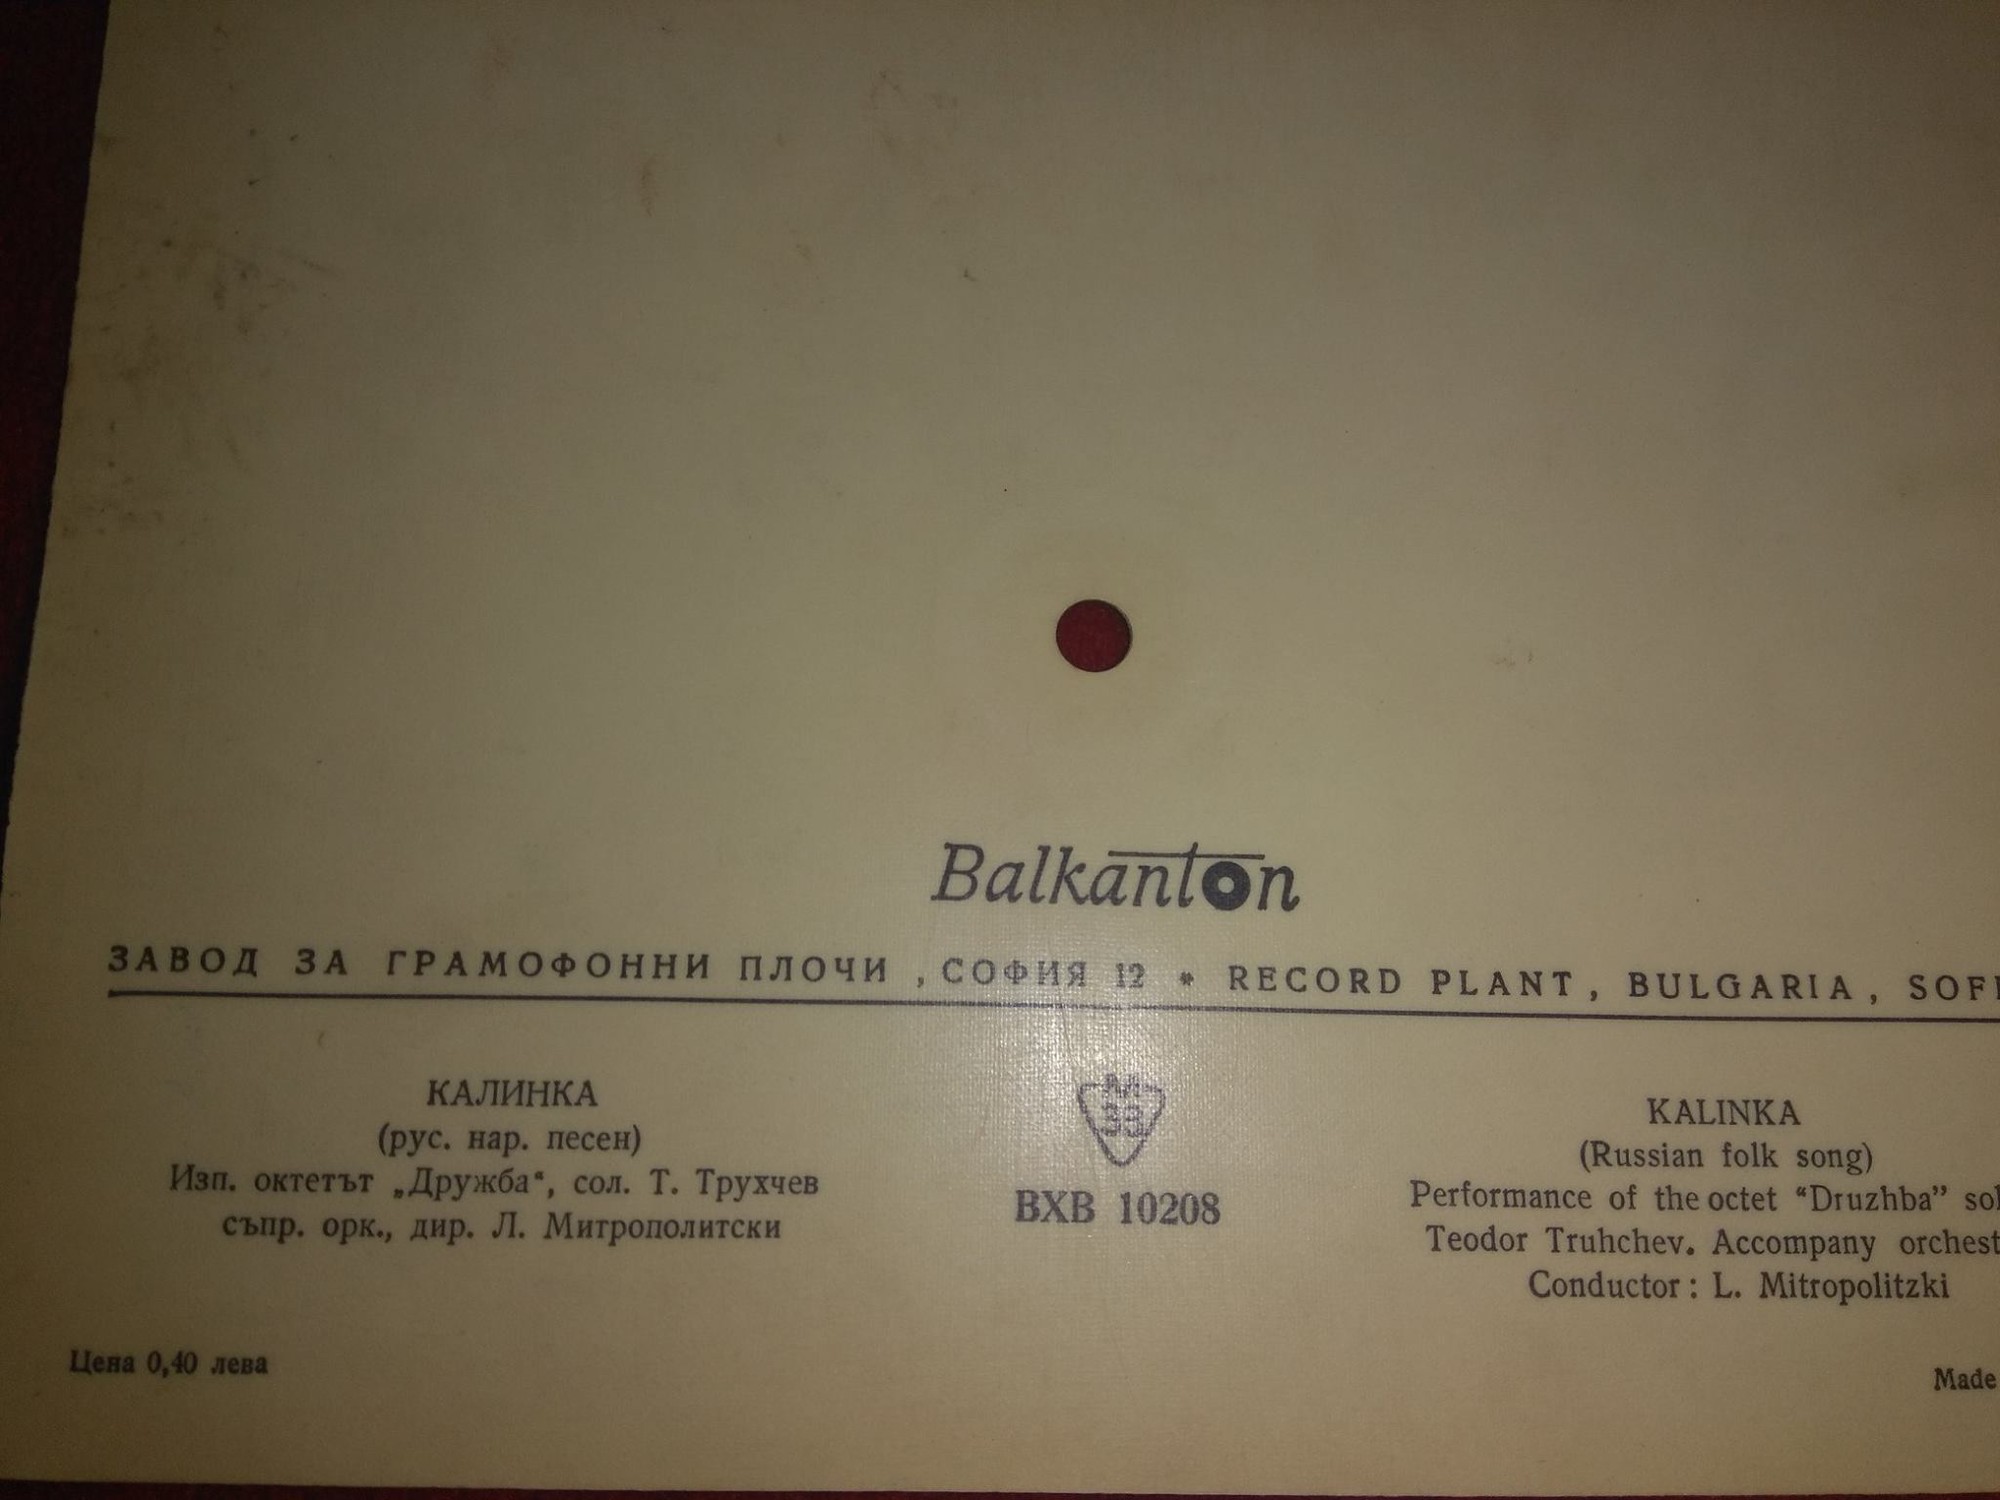 Balkanton
ЗАВОД ЗА ГРАМОФОННИ ПЛОЧИ, СОФИЯ 12 * RECORD PLANT, BULGARIA, SOFI
КАЛИНКА
(рус. нар. песен)
Изп. октетът „Дружба“, сол. Т. Трухчев
съпр. орк., дир. Л. Митрополитски
33
ВХВ 10208
KALINKA
(Russian folk song)
Performance of the octet “Druzhba” sol
Teodor Truhchev. Accompany orchest
Conductor: L. Mitropolitzki
Цена 0,40 лева
Made